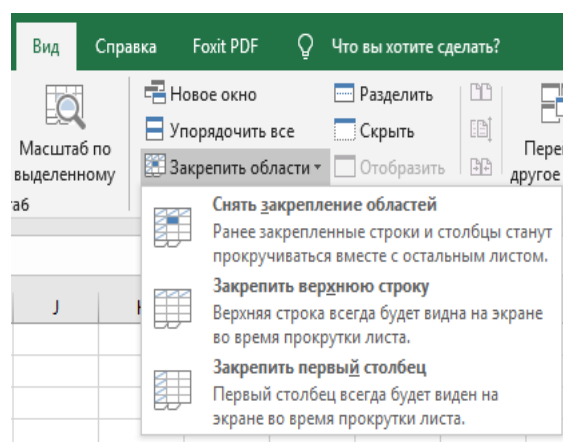 Вид Справка Foxit PDF Что вы хотите сделать?
Новое окно Разделить
Упорядочить все Скрыть
Масштаб по
выделенному
Закрепить области Отобразить
другое
Снять закрепление областей
Ранее закрепленные строки и столбцы станут
прокручиваться вместе с остальным листом.
Закрепить верхнюю строку
Верхняя строка всегда будет видна на экране
во время прокрутки листа.
Закрепить первый столбец
Первый столбец всегда будет виден на
экране во время прокрутки листа.
J